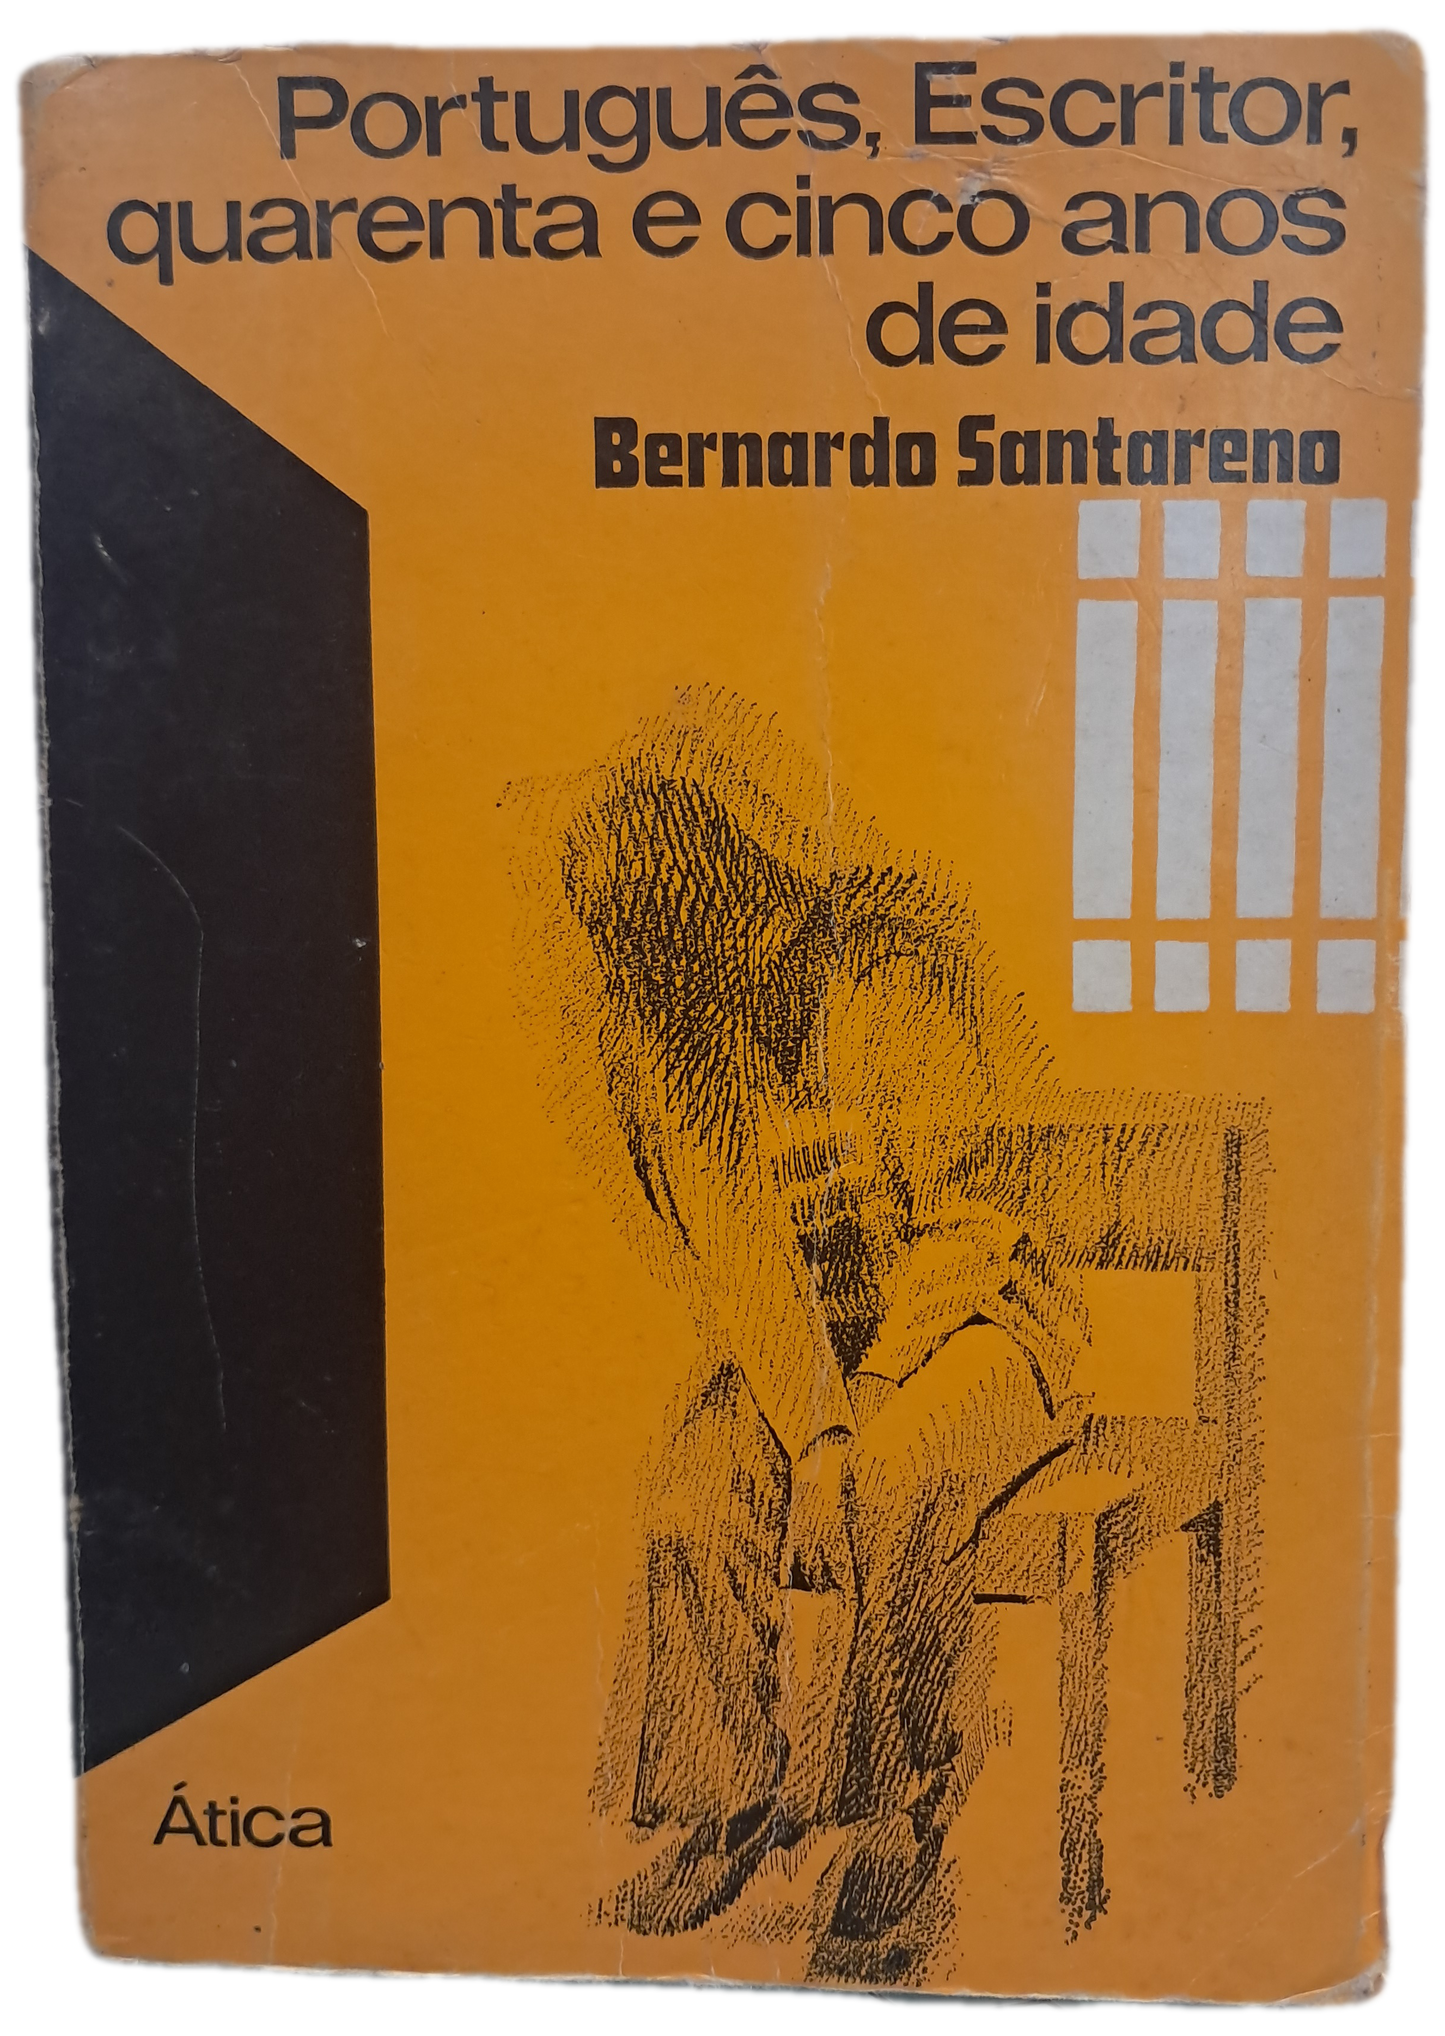 Português, Escritor,
quarenta e cinco anos
de idade
Bernardo Santareno
Ática